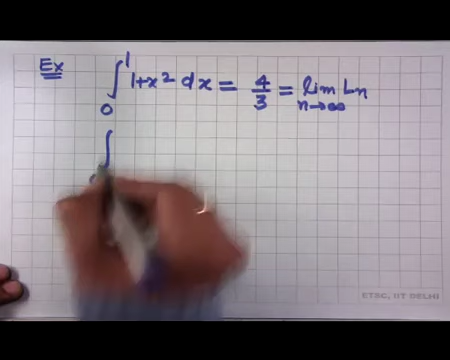 Ex ∫₀¹ 1+x² dx = 4/3 = lim n→∞ Ln
∫
ETSC, IIT DELHI